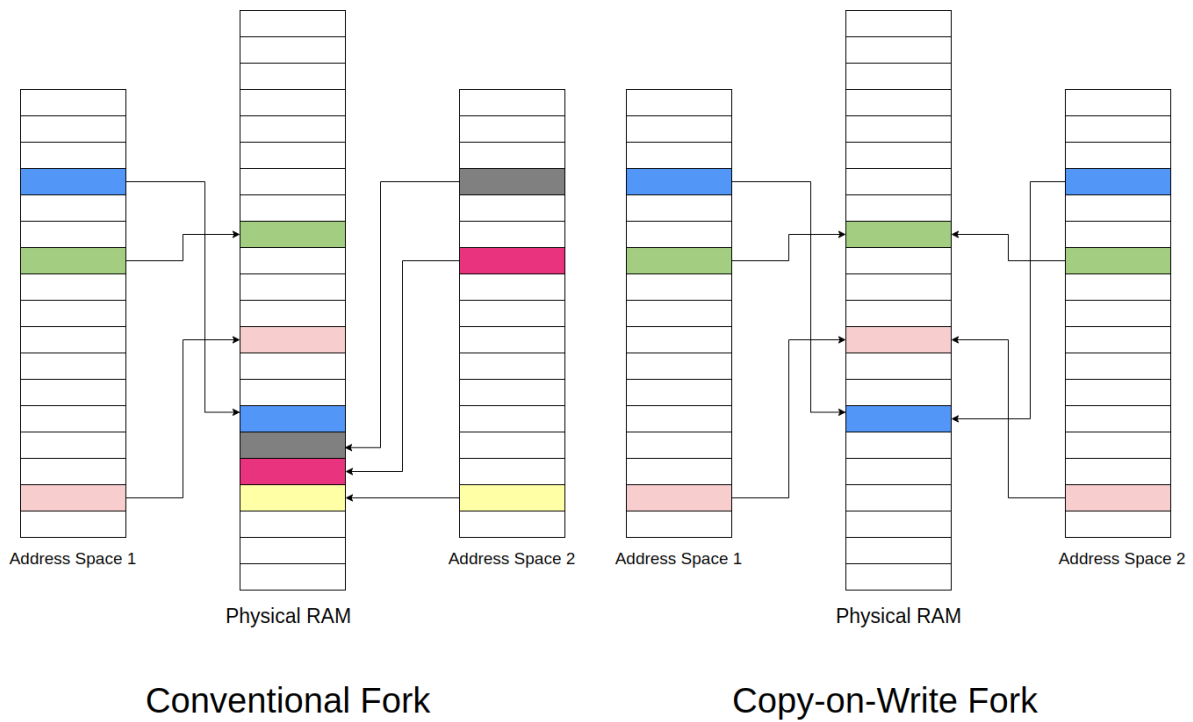 Address Space 1
Address Space 2
Physical RAM
Conventional Fork
Address Space 1
Address Space 2
Physical RAM
Copy-on-Write Fork